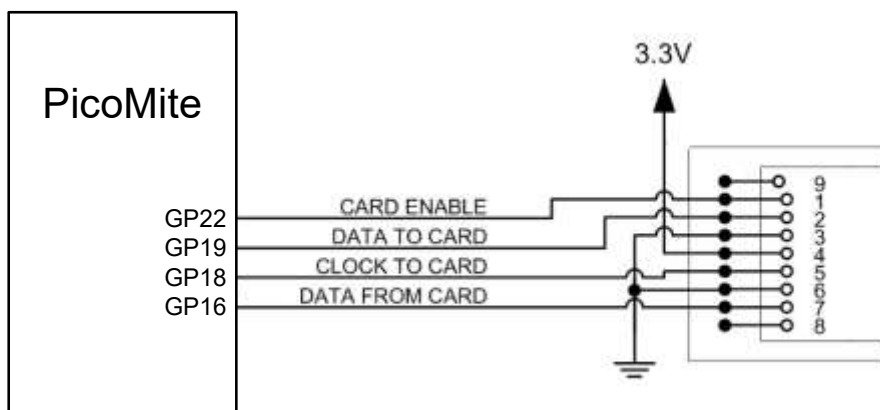 3.3V
PicoMite
9
CARD ENABLE
1
GP22
2
DATA TO CARD
3
GP19
4
CLOCK TO CARD
5
GP18
6
DATA FROM CARD
7
GP16
8